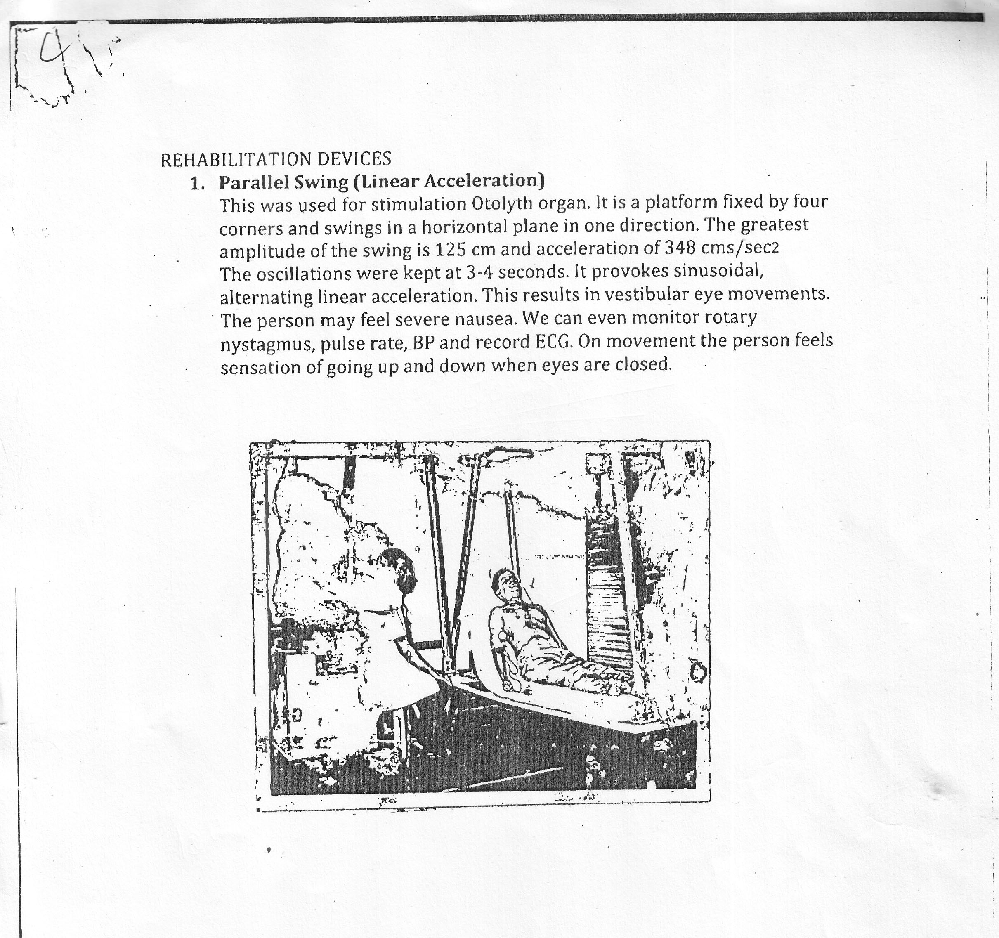 REHABILITATION DEVICES
1. Parallel Swing (Linear Acceleration)
This was used for stimulation Otolyth organ. It is a platform fixed by four
corners and swings in a horizontal plane in one direction. The greatest
amplitude of the swing is 125 cm and acceleration of 348 cms/sec2
The oscillations were kept at 3-4 seconds. It provokes sinusoidal,
alternating linear acceleration. This results in vestibular eye movements.
The person may feel severe nausea. We can even monitor rotary
nystagmus, pulse rate, BP and record ECG. On movement the person feels
sensation of going up and down when eyes are closed.